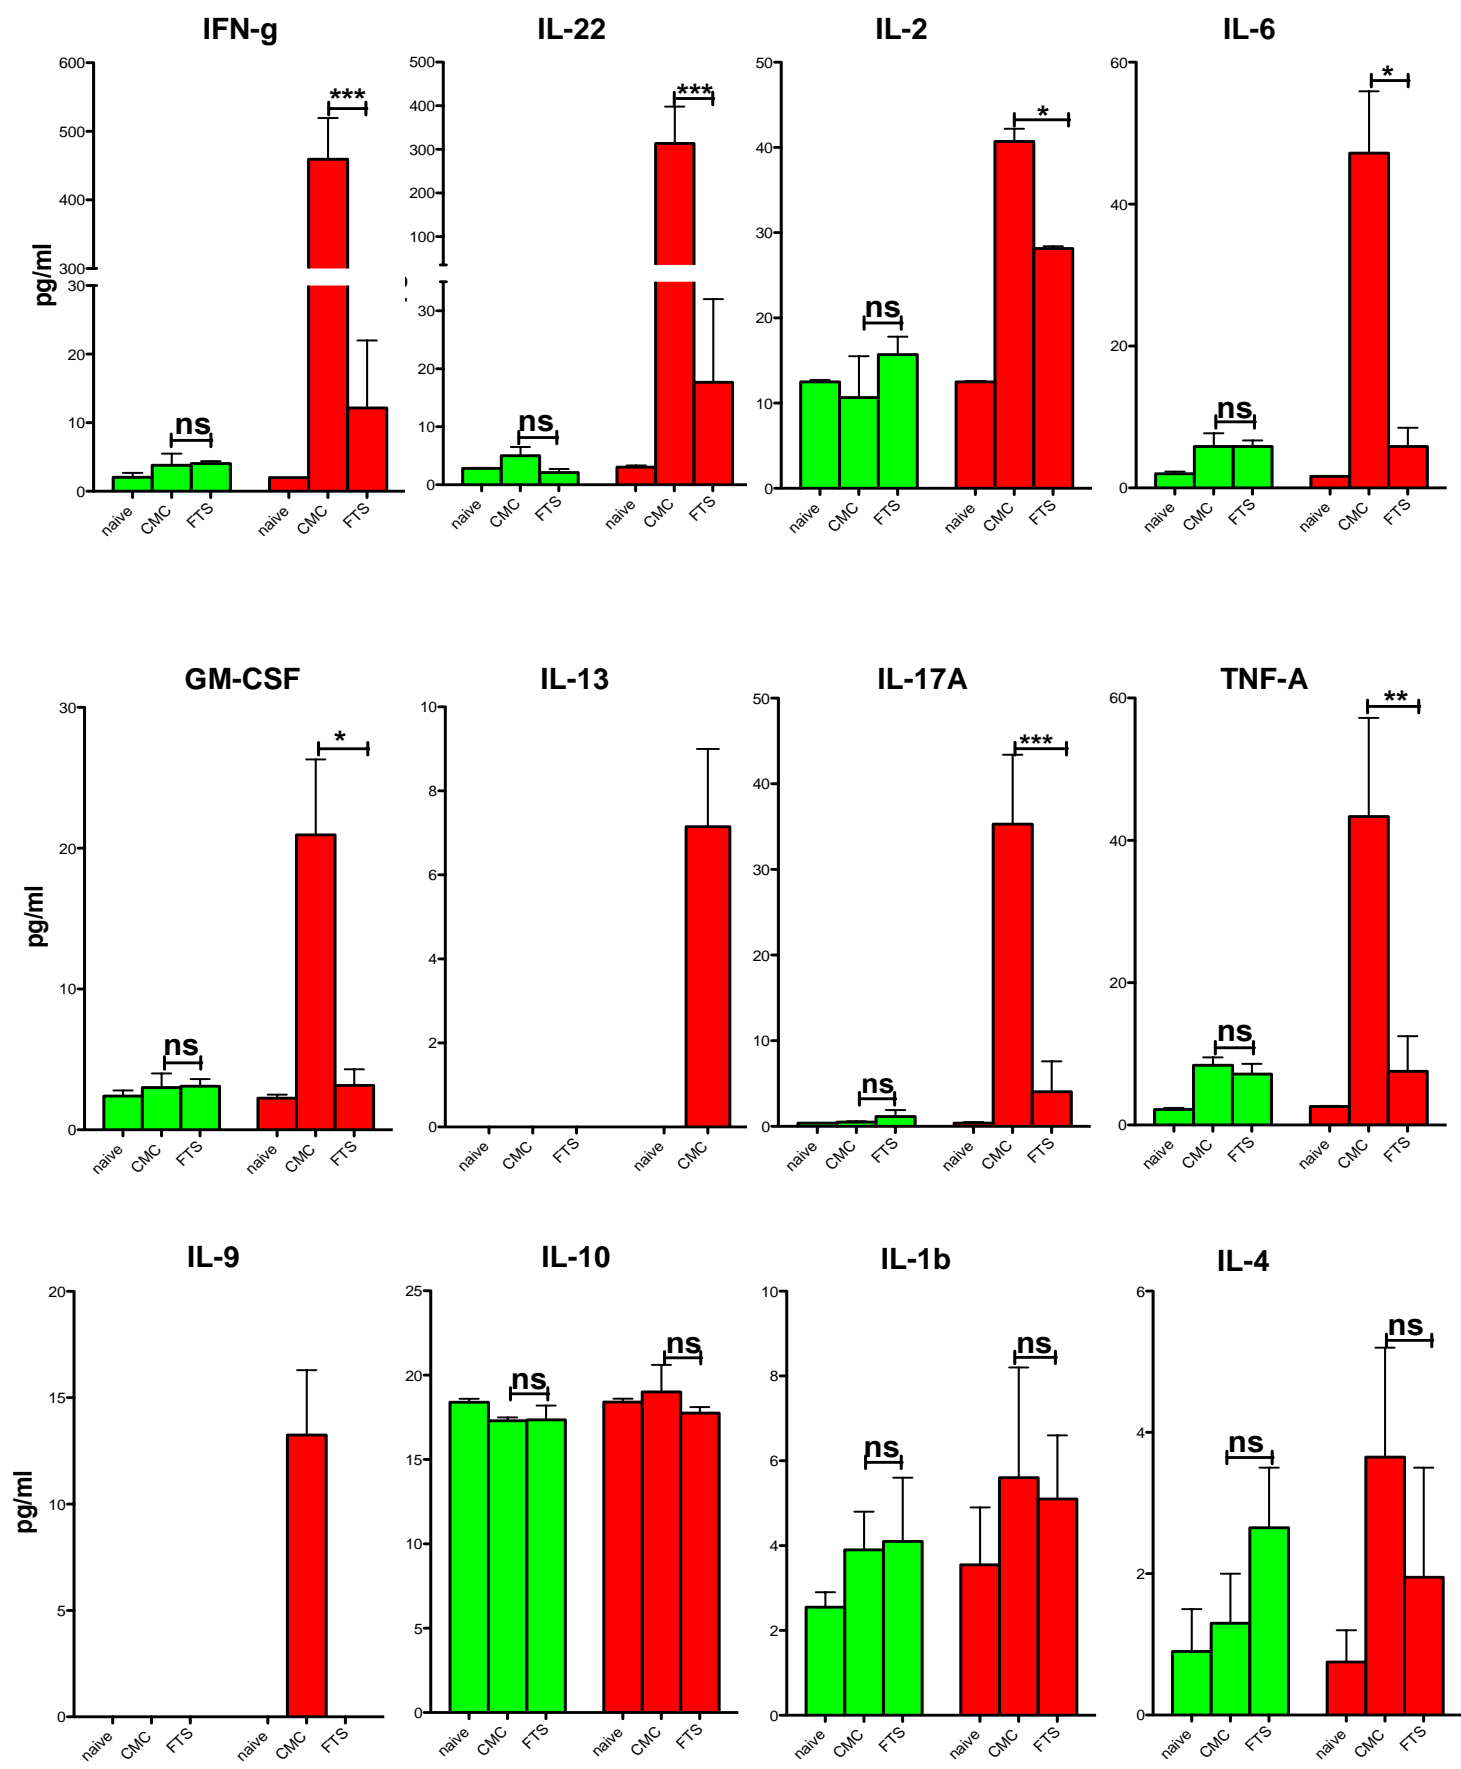 IFN-g
600
500
400
300
30
20
10
0
pg/ml
ns
***
naive CMC FTS naive CMC FTS
IL-22
500
400
300
200
100
30
20
10
0
ns
***
naive CMC FTS naive CMC FTS
IL-2
50
40
30
20
10
0
ns
*
naive CMC FTS naive CMC FTS
IL-6
60
40
20
0
ns
*
naive CMC FTS naive CMC FTS
GM-CSF
30
20
10
0
pg/ml
ns
*
naive CMC FTS naive CMC FTS
IL-13
10
8
6
4
2
0
naive CMC FTS naive CMC
IL-17A
50
40
30
20
10
0
ns
***
naive CMC FTS naive CMC FTS
TNF-A
60
40
20
0
ns
**
naive CMC FTS naive CMC FTS
IL-9
20
15
10
5
0
pg/ml
naive CMC FTS naive CMC FTS
IL-10
25
20
15
10
5
0
ns
ns
naive CMC FTS naive CMC FTS
IL-1b
10
8
6
4
2
0
ns
ns
naive CMC FTS naive CMC FTS
IL-4
6
4
2
0
ns
ns
naive CMC FTS naive CMC FTS